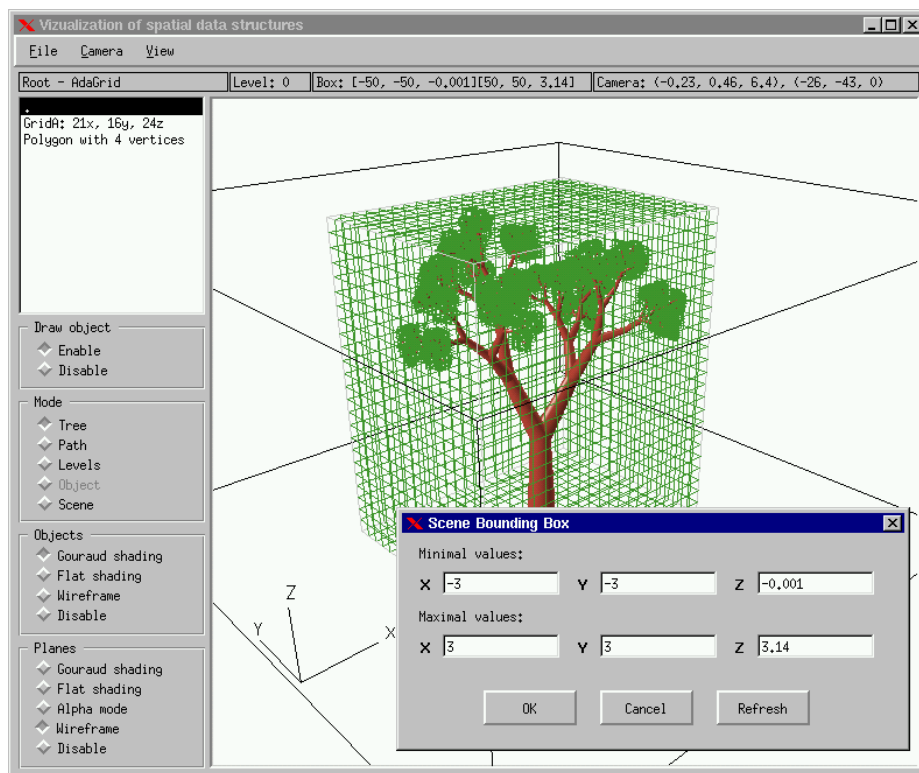 Vizualization of spatial data structures
File Camera View
Root - AdaGrid Level: 0 Box: [-50, -50, -0.001][50, 50, 3.14] Camera: (-0.23, 0.46, 6.4), (-26, -43, 0)
.
GridA: 21x, 16y, 24z
Polygon with 4 vertices
Draw object
Enable
Disable
Mode
Tree
Path
Levels
Object
Scene
Objects
Gouraud shading
Flat shading
Wireframe
Disable
Planes
Gouraud shading
Flat shading
Alpha mode
Wireframe
Disable
Z
Y
X
Scene Bounding Box
Minimal values:
X -3 Y -3 Z -0.001
Maximal values:
X 3 Y 3 Z 3.14
OK Cancel Refresh